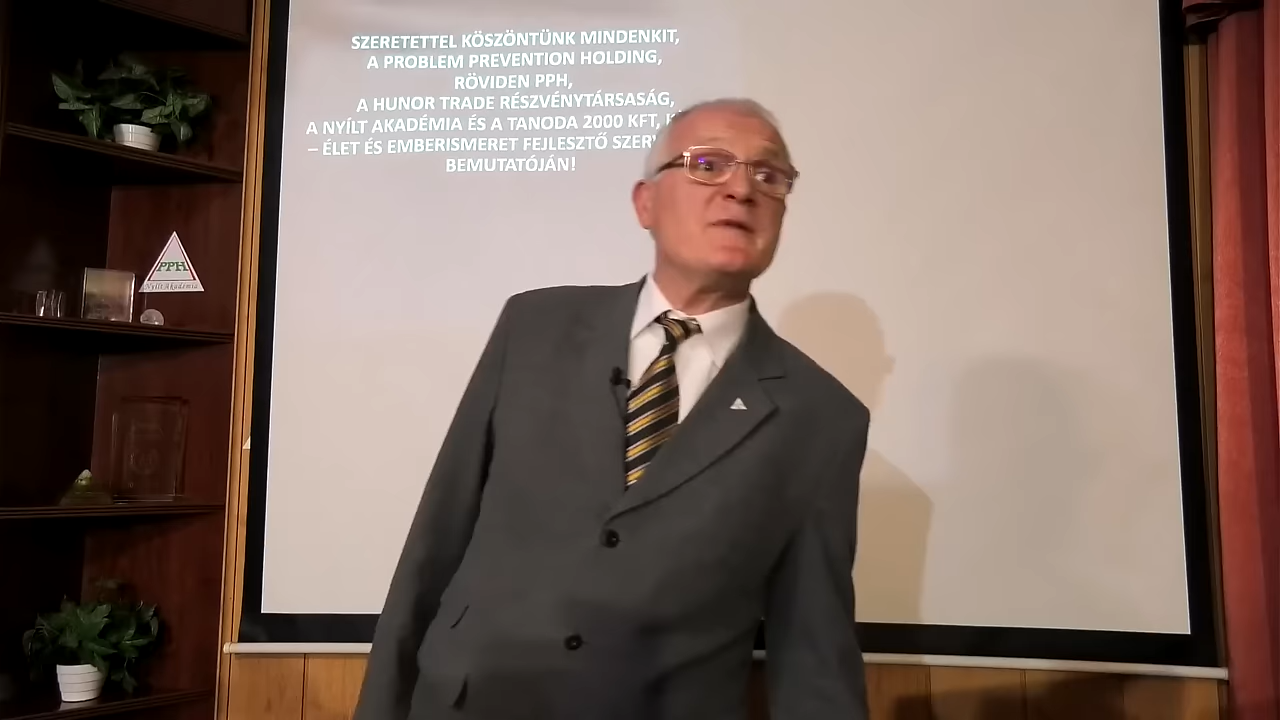 SZERETETTEL KÖSZÖNTÜNK MINDENKIT,
A PROBLEM PREVENTION HOLDING,
RÖVIDEN PPH,
A HUNOR TRADE RÉSZVÉNYTÁRSASÁG,
A NYÍLT AKADÉMIA ÉS A TANODA 2000 KFT,
– ÉLET ÉS EMBERISMERET FEJLESZTŐ
BEMUTATÓJÁN!
PPH
Nyílt Akadémia